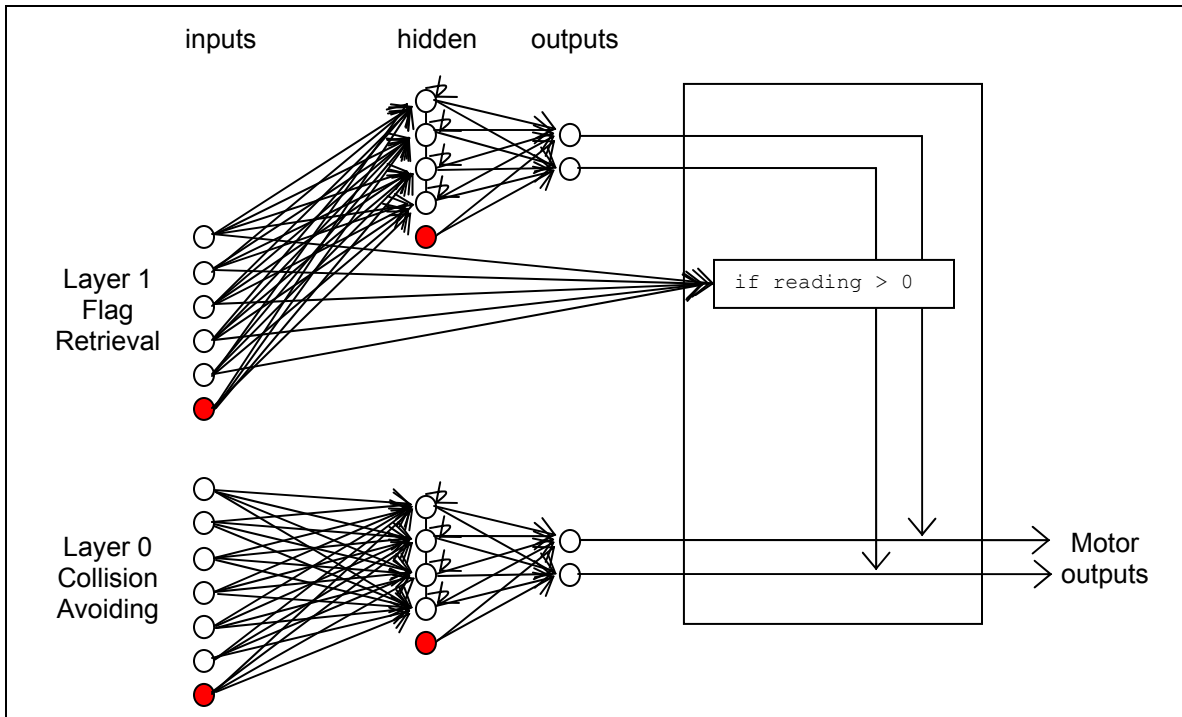 inputs
hidden
outputs
Layer 1
Flag
Retrieval
if reading > 0
Layer 0
Collision
Avoiding
Motor
outputs